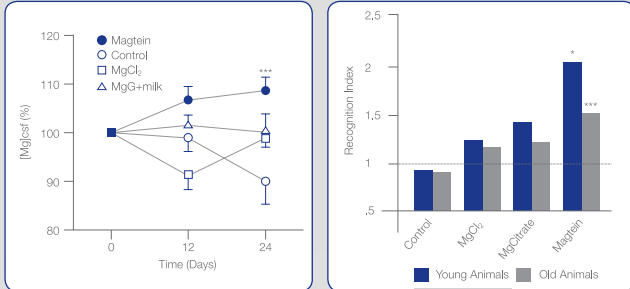 120
110
100
90
80
[Mg]csf (%)
Magtein
Control
MgCl₂
MgG+milk
***
0 12 24
Time (Days)
2.5
2
1.5
1
.5
Recognition Index
*
***
Control
MgCl₂
MgCitrate
Magtein
Young Animals Old Animals